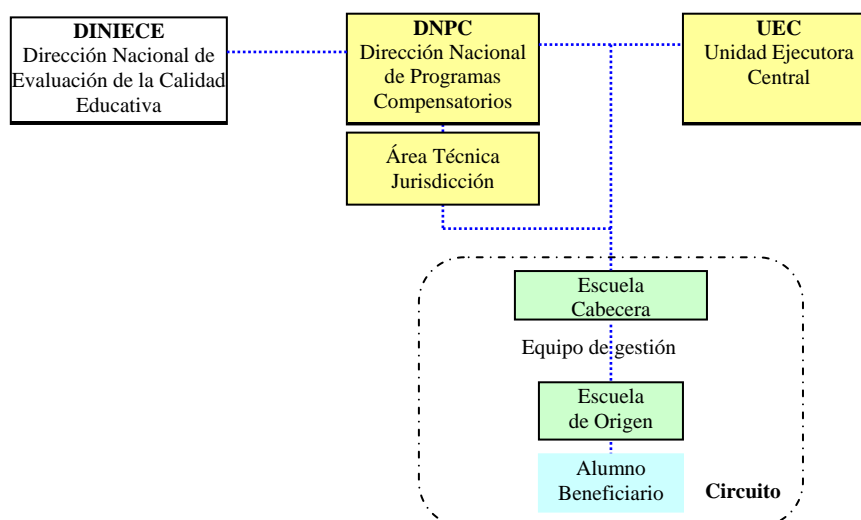 DINIECE
Dirección Nacional de
Evaluación de la Calidad
Educativa
DNPC
Dirección Nacional
de Programas
Compensatorios
UEC
Unidad Ejecutora
Central
Área Técnica
Jurisdicción
Escuela
Cabecera
Equipo de gestión
Escuela
de Origen
Alumno
Beneficiario
Circuito